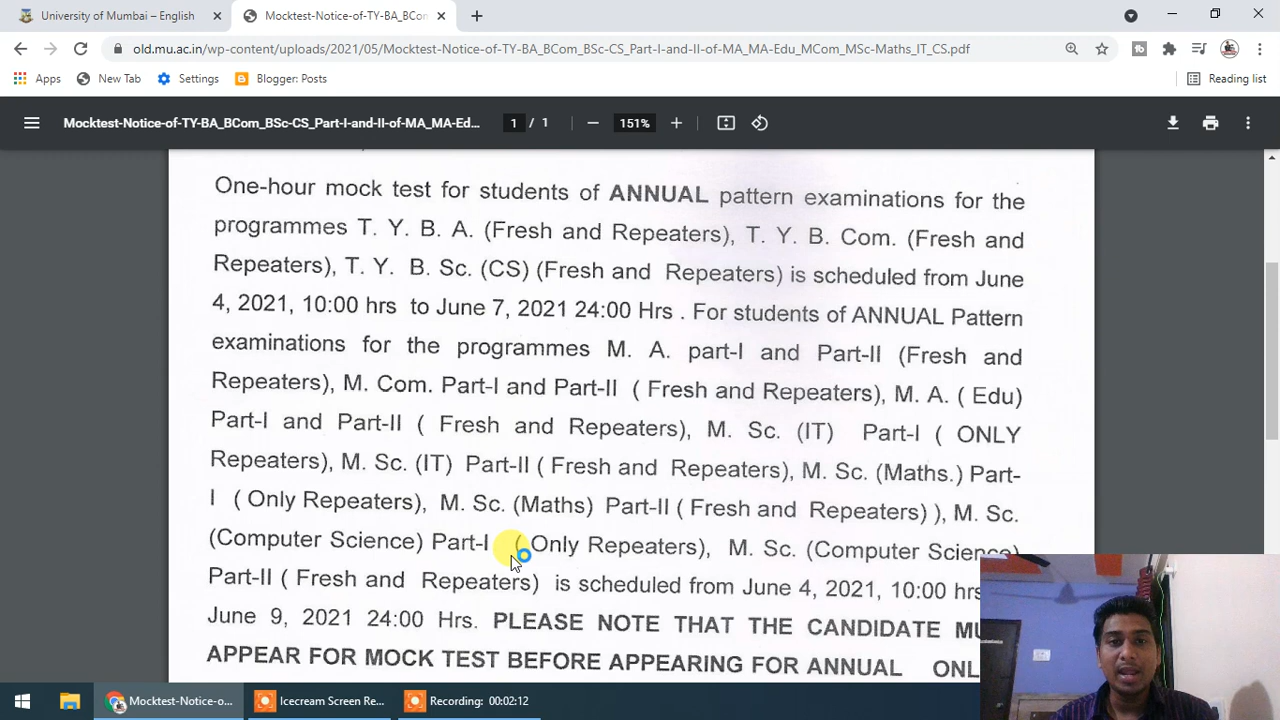 University of Mumbai – English
Mocktest-Notice-of-TY-BA_BCom
old.mu.ac.in/wp-content/uploads/2021/05/Mocktest-Notice-of-TY-BA_BCom_BSc-CS_Part-I-and-II-of-MA_MA-Edu_MCom_MSc-Maths_IT_CS.pdf
Apps New Tab Settings Blogger: Posts Reading list
Mocktest-Notice-of-TY-BA_BCom_BSc-CS_Part-I-and-II-of-MA_MA-Ed... 1 / 1 151%
One-hour mock test for students of ANNUAL pattern examinations for the
programmes T. Y. B. A. (Fresh and Repeaters), T. Y. B. Com. (Fresh and
Repeaters), T. Y. B. Sc. (CS) (Fresh and Repeaters) is scheduled from June
4, 2021, 10:00 hrs to June 7, 2021 24:00 Hrs . For students of ANNUAL Pattern
examinations for the programmes M. A. part-I and Part-II (Fresh and
Repeaters), M. Com. Part-I and Part-II ( Fresh and Repeaters), M. A. ( Edu)
Part-I and Part-II ( Fresh and Repeaters), M. Sc. (IT) Part-I ( ONLY
Repeaters), M. Sc. (IT) Part-II ( Fresh and Repeaters), M. Sc. (Maths.) Part-
I ( Only Repeaters), M. Sc. (Maths) Part-II ( Fresh and Repeaters) ), M. Sc.
(Computer Science) Part-I ( Only Repeaters), M. Sc. (Computer Science)
Part-II ( Fresh and Repeaters) is scheduled from June 4, 2021, 10:00 hrs
June 9, 2021 24:00 Hrs. PLEASE NOTE THAT THE CANDIDATE
APPEAR FOR MOCK TEST BEFORE APPEARING FOR ANNUAL
Mocktest-Notice-o... Icecream Screen Re... Recording: 00:02:12